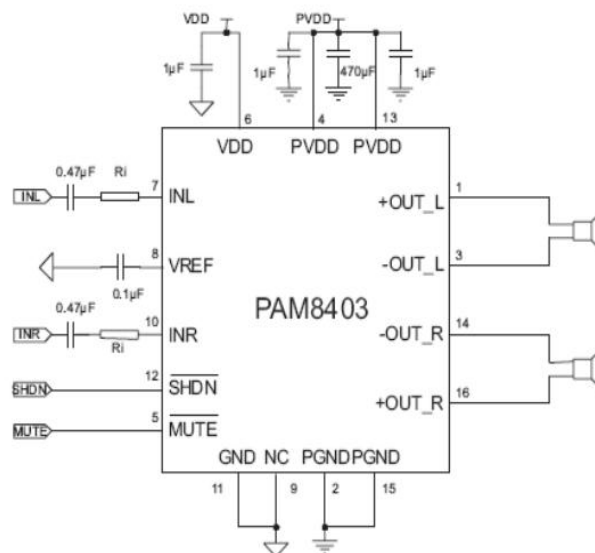 VDD
PVDD
1µF
1µF
470µF
1µF
6
4
13
VDD
PVDD
PVDD
0.47µF
Ri
INL
7
INL
+OUT_L
1
8
VREF
-OUT_L
3
0.1µF
0.47µF
PAM8403
INR
10
INR
-OUT_R
14
Ri
SHDN
12
SHDN
+OUT_R
16
MUTE
5
MUTE
GND
NC
PGND
PGND
11
9
2
15